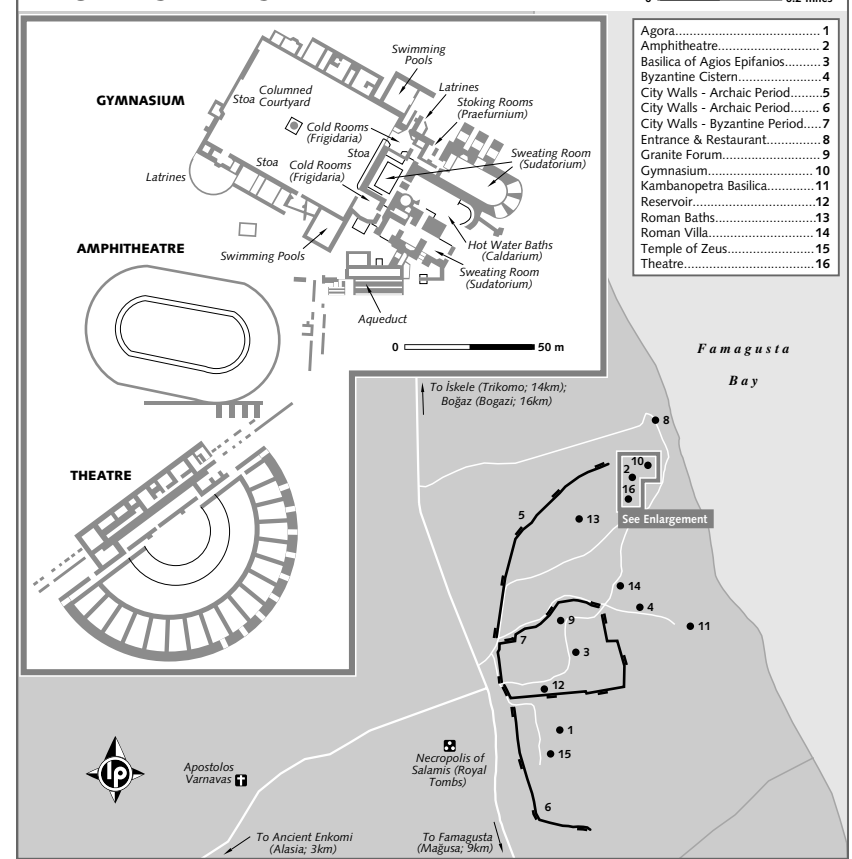 0 0.2 miles
Agora.................................... 1
Amphitheatre......................... 2
Basilica of Agios Epifanios.......... 3
Byzantine Cistern..................... 4
City Walls - Archaic Period........5
City Walls - Archaic Period........ 6
City Walls - Byzantine Period.....7
Entrance & Restaurant.............. 8
Granite Forum......................... 9
Gymnasium............................ 10
Kambanopetra Basilica............11
Reservoir............................... 12
Roman Baths.......................... 13
Roman Villa............................ 14
Temple of Zeus....................... 15
Theatre................................. 16
GYMNASIUM
Swimming
Pools
Columned
Courtyard
Stoa
Latrines
Stoking Rooms
(Praefurnium)
Cold Rooms
(Frigidaria)
Stoa
Stoa
Cold Rooms
(Frigidaria)
Sweating Room
(Sudatorium)
Latrines
Hot Water Baths
(Caldarium)
Swimming Pools
Sweating Room
(Sudatorium)
Aqueduct
AMPHITHEATRE
0 50 m
THEATRE
Famagusta
Bay
To İskele (Trikomo; 14km);
Boğaz (Bogazi; 16km)
8
10
2
16
See Enlargement
5
13
14
4
11
9
7
3
12
1
15
6
lp
Apostolos
Varnavas
Necropolis of
Salamis (Royal
Tombs)
To Ancient Enkomi
(Alasia; 3km)
To Famagusta
(Mağusa; 9km)